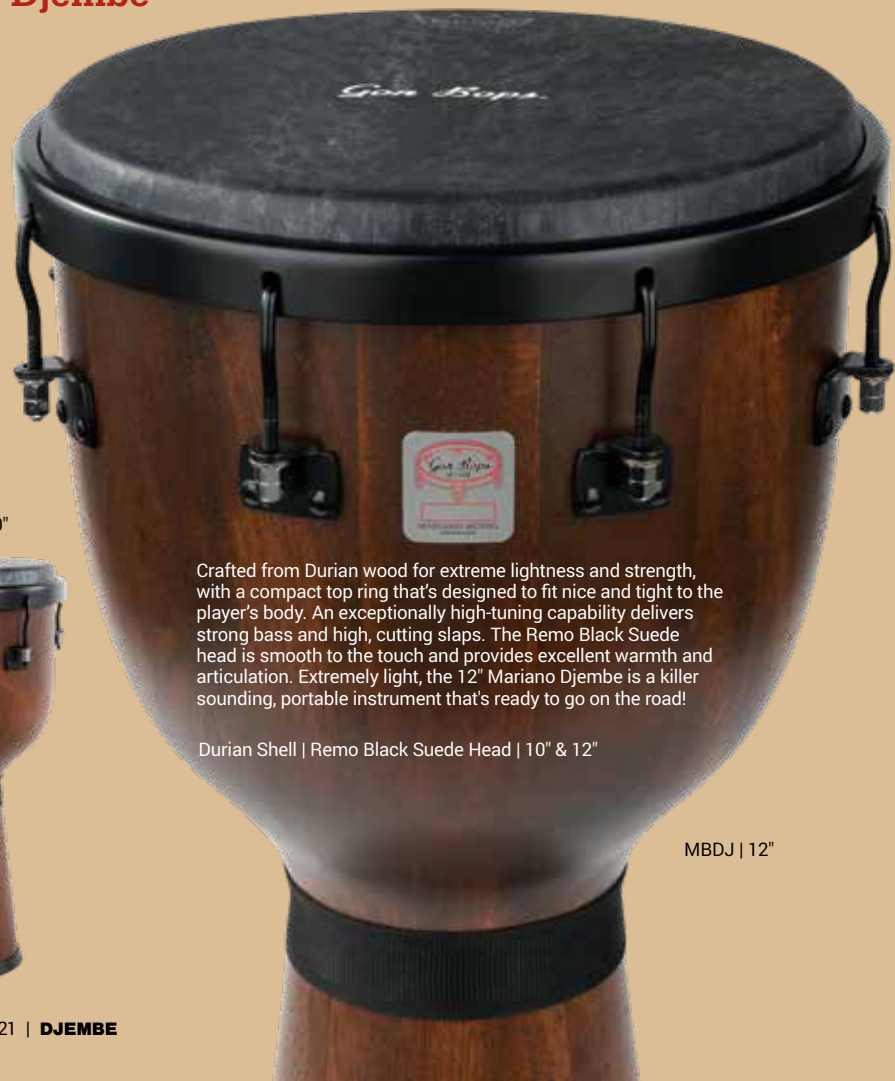 Djembe
Gon Bops.
Gon Bops
MARIANO MODEL
Crafted from Durian wood for extreme lightness and strength,
with a compact top ring that's designed to fit nice and tight to the
player's body. An exceptionally high-tuning capability delivers
strong bass and high, cutting slaps. The Remo Black Suede
head is smooth to the touch and provides excellent warmth and
articulation. Extremely light, the 12" Mariano Djembe is a killer
sounding, portable instrument that's ready to go on the road!
Durian Shell | Remo Black Suede Head | 10" & 12"
MBDJ | 12"
21 | DJEMBE